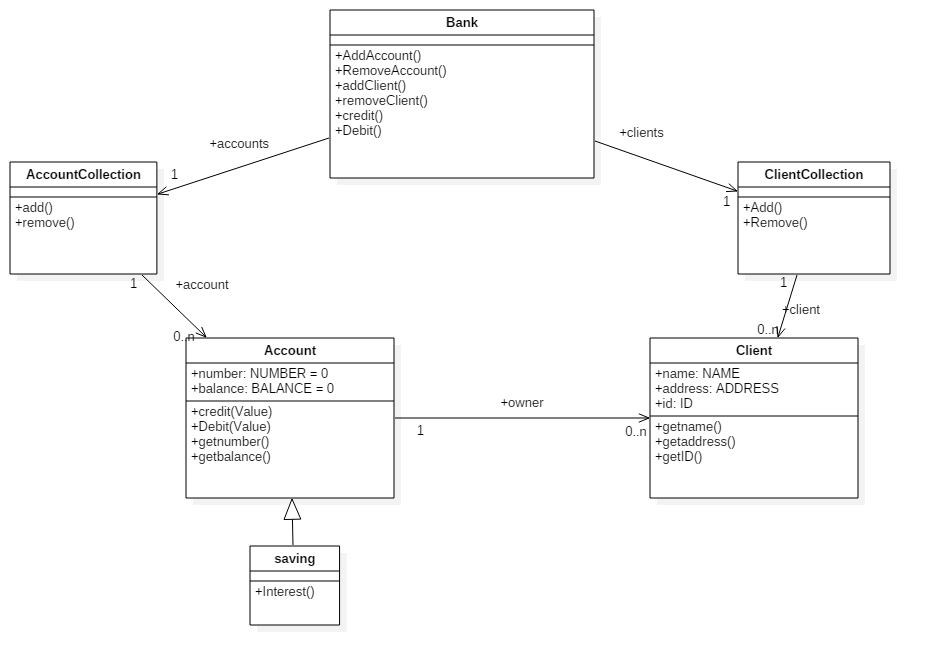 Bank
+AddAccount()
+RemoveAccount()
+addClient()
+removeClient()
+credit()
+Debit()
+accounts
1
+clients
1
AccountCollection
+add()
+remove()
ClientCollection
+Add()
+Remove()
1
+account
0..n
1
+client
0..n
Account
+number: NUMBER = 0
+balance: BALANCE = 0
+credit(Value)
+Debit(Value)
+getnumber()
+getbalance()
+owner
1
0..n
Client
+name: NAME
+address: ADDRESS
+id: ID
+getname()
+getaddress()
+getID()
saving
+Interest()